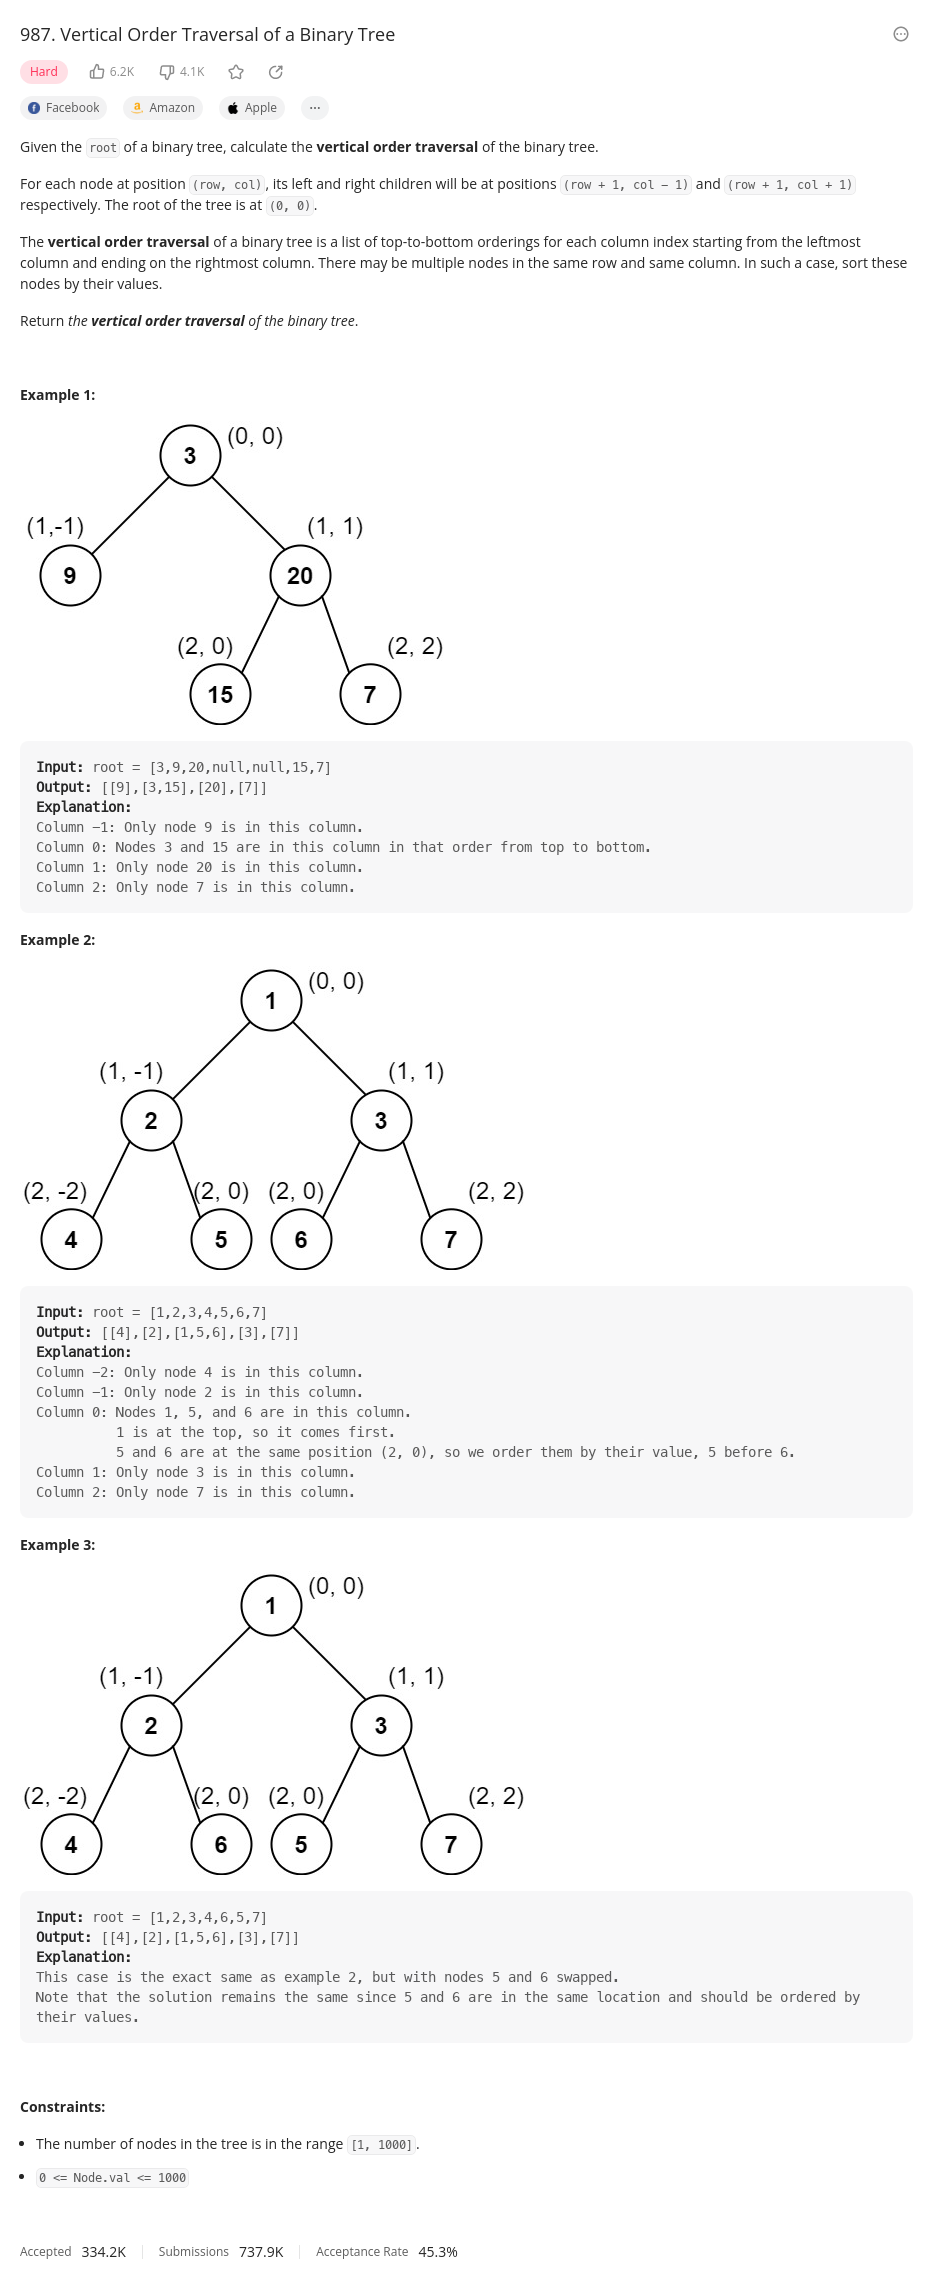 987. Vertical Order Traversal of a Binary Tree
Hard 6.2K 4.1K
Facebook Amazon Apple ...
Given the root of a binary tree, calculate the vertical order traversal of the binary tree.
For each node at position (row, col), its left and right children will be at positions (row + 1, col − 1) and (row + 1, col + 1)
respectively. The root of the tree is at (0, 0).
The vertical order traversal of a binary tree is a list of top-to-bottom orderings for each column index starting from the leftmost
column and ending on the rightmost column. There may be multiple nodes in the same row and same column. In such a case, sort these
nodes by their values.
Return the vertical order traversal of the binary tree.
Example 1:
3 (0, 0)
(1,-1) (1, 1)
9 20
(2, 0) (2, 2)
15 7
Input: root = [3,9,20,null,null,15,7]
Output: [[9],[3,15],[20],[7]]
Explanation:
Column −1: Only node 9 is in this column.
Column 0: Nodes 3 and 15 are in this column in that order from top to bottom.
Column 1: Only node 20 is in this column.
Column 2: Only node 7 is in this column.
Example 2:
1 (0, 0)
(1, -1) (1, 1)
2 3
(2, -2) (2, 0) (2, 0) (2, 2)
4 5 6 7
Input: root = [1,2,3,4,5,6,7]
Output: [[4],[2],[1,5,6],[3],[7]]
Explanation:
Column −2: Only node 4 is in this column.
Column −1: Only node 2 is in this column.
Column 0: Nodes 1, 5, and 6 are in this column.
1 is at the top, so it comes first.
5 and 6 are at the same position (2, 0), so we order them by their value, 5 before 6.
Column 1: Only node 3 is in this column.
Column 2: Only node 7 is in this column.
Example 3:
1 (0, 0)
(1, -1) (1, 1)
2 3
(2, -2) (2, 0) (2, 0) (2, 2)
4 6 5 7
Input: root = [1,2,3,4,6,5,7]
Output: [[4],[2],[1,5,6],[3],[7]]
Explanation:
This case is the exact same as example 2, but with nodes 5 and 6 swapped.
Note that the solution remains the same since 5 and 6 are in the same location and should be ordered by
their values.
Constraints:
• The number of nodes in the tree is in the range [1, 1000].
• 0 <= Node.val <= 1000
Accepted 334.2K Submissions 737.9K Acceptance Rate 45.3%